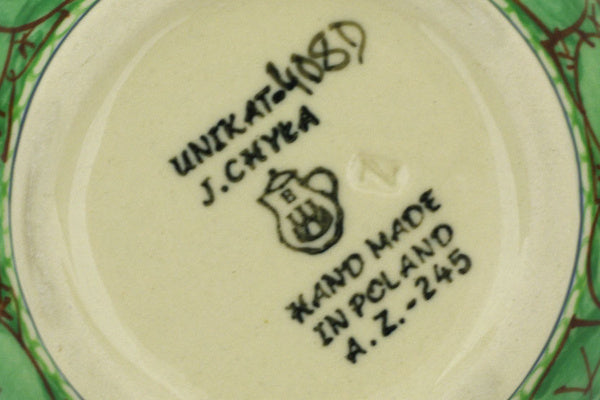 UNIKAT-408D
J.CHYŁA
B
HAND MADE
IN POLAND
A.Z.-245